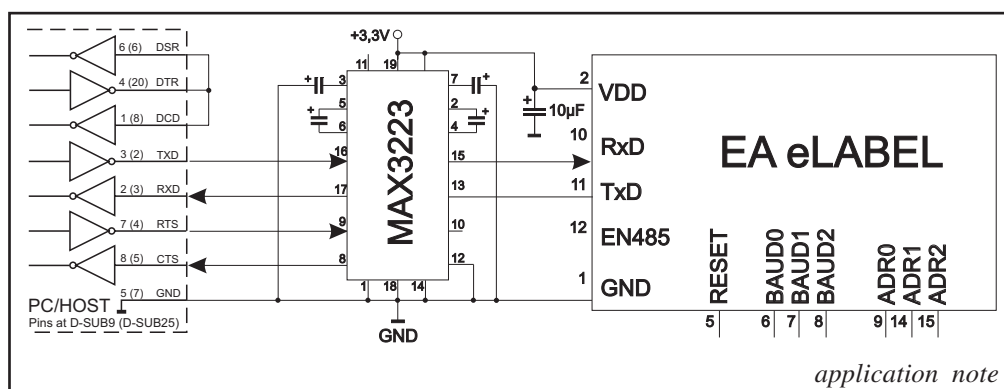 +3,3V
6 (6) DSR
4 (20) DTR
1 (8) DCD
3 (2) TXD
2 (3) RXD
7 (4) RTS
8 (5) CTS
5 (7) GND
PC/HOST
Pins at D-SUB9 (D-SUB25)
11
19
3
5
6
16
17
9
8
1
18
14
7
2
4
15
13
10
12
MAX3223
GND
+
+
+
+
+
10µF
2 VDD
10 RxD
11 TxD
12 EN485
1 GND
EA eLABEL
RESET
BAUD0
BAUD1
BAUD2
ADR0
ADR1
ADR2
5
6
7
8
9
14
15
application note